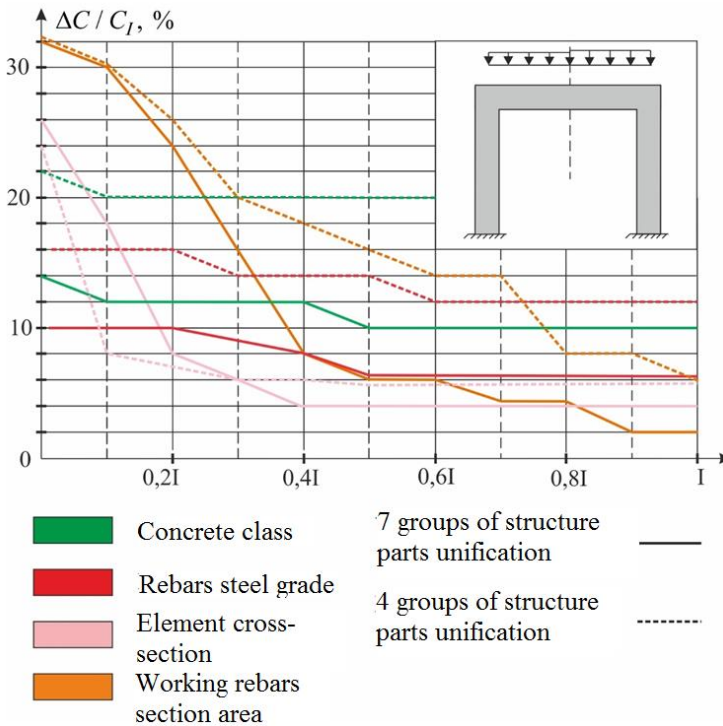 ΔC / C_I, %
30
20
10
0
0,2I
0,4I
0,6I
0,8I
I
Concrete class
Rebars steel grade
Element cross-
section
Working rebars
section area
7 groups of structure
parts unification
4 groups of structure
parts unification